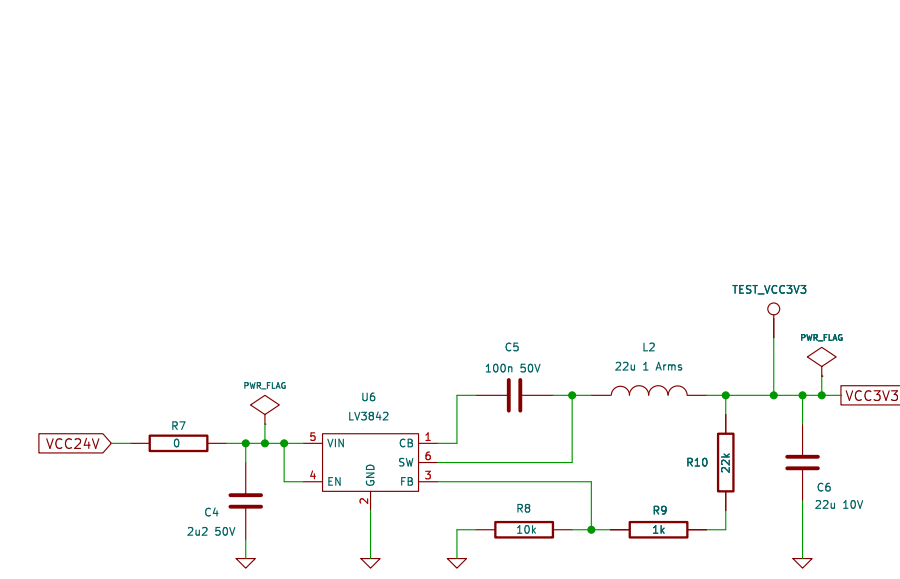 TEST_VCC3V3
PWR_FLAG
C5
100n 50V
L2
22u 1 Arms
PWR_FLAG
U6
LV3842
VCC3V3
R7
VCC24V
0
5
VIN
CB
1
SW
6
4
EN
GND
FB
3
2
R10
22k
C4
2u2 50V
C6
22u 10V
R8
10k
R9
1k